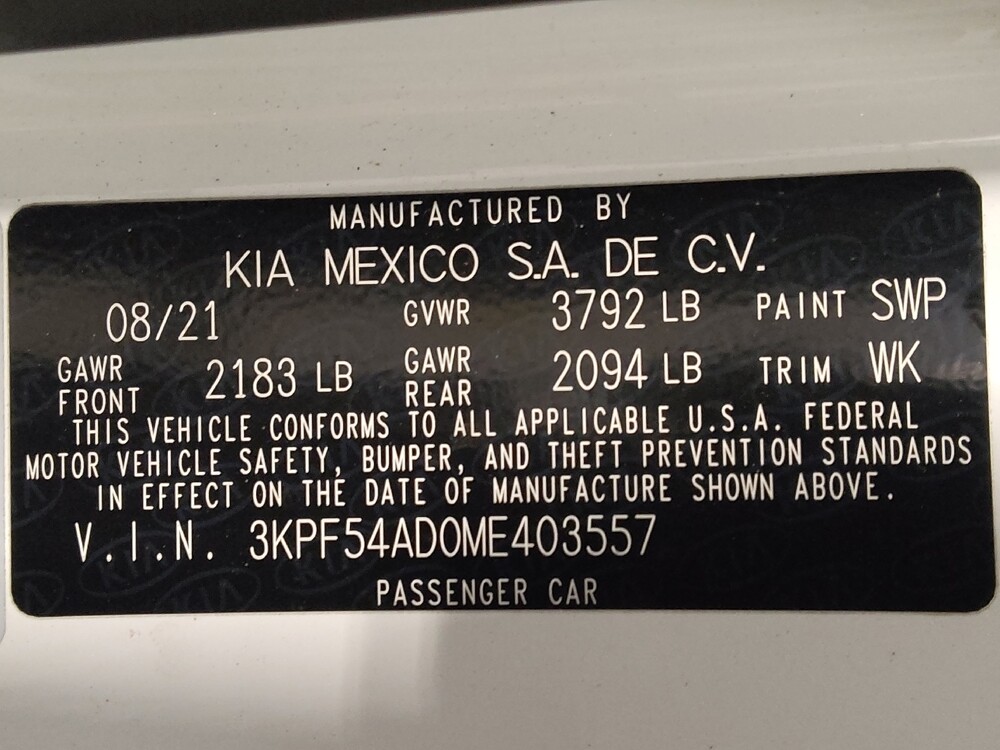 MANUFACTURED BY
KIA MEXICO S.A. DE C.V.
08/21 GVWR 3792 LB PAINT SWP
GAWR FRONT 2183 LB GAWR REAR 2094 LB TRIM WK
THIS VEHICLE CONFORMS TO ALL APPLICABLE U.S.A. FEDERAL
MOTOR VEHICLE SAFETY, BUMPER, AND THEFT PREVENTION STANDARDS
IN EFFECT ON THE DATE OF MANUFACTURE SHOWN ABOVE.
V.I.N. 3KPF54AD0ME403557
PASSENGER CAR